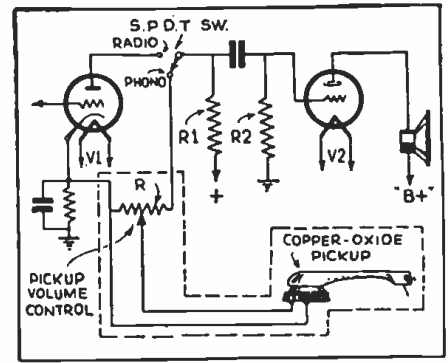 S.P.D.T SW.
RADIO
PHONO
R1
R2
V1
V2
R
+
"B+"
COPPER-OXIDE
PICKUP
PICKUP
VOLUME
CONTROL